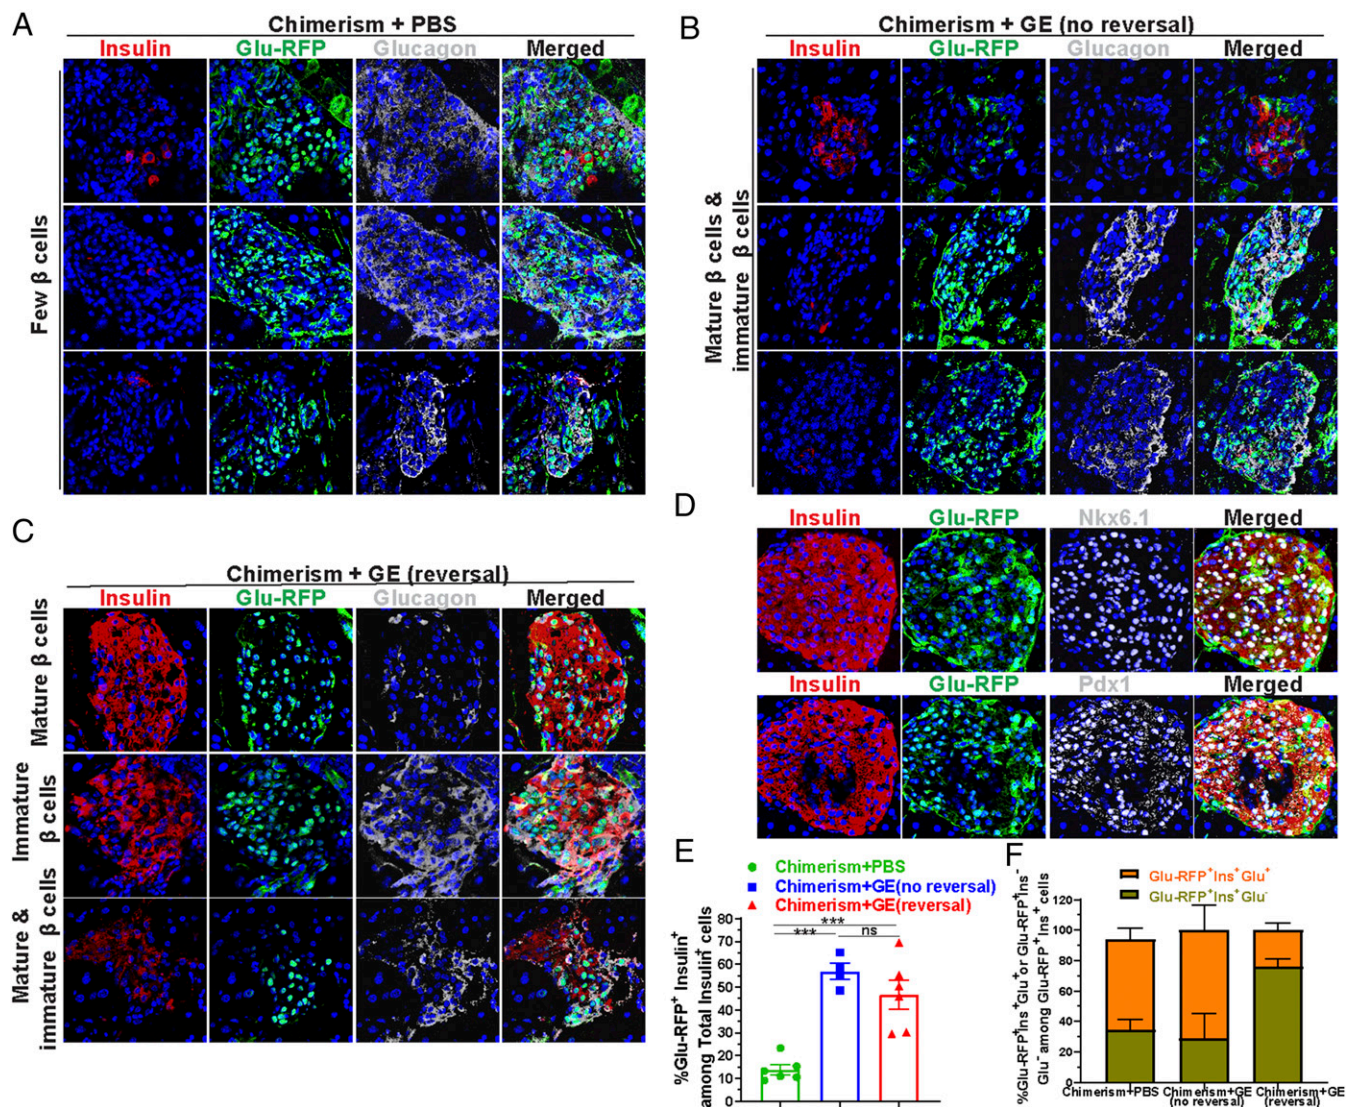 A
Chimerism + PBS
Insulin Glu-RFP Glucagon Merged
Few β cells
B
Chimerism + GE (no reversal)
Insulin Glu-RFP Glucagon Merged
Mature β cells &
immature β cells
C
Chimerism + GE (reversal)
Insulin Glu-RFP Glucagon Merged
Mature β cells
Immature
β cells
Mature &
immature β cells
D
Insulin Glu-RFP Nkx6.1 Merged
Insulin Glu-RFP Pdx1 Merged
E
Chimerism+PBS
Chimerism+GE(no reversal)
Chimerism+GE(reversal)
%Glu-RFP⁺ Insulin⁺
among Total Insulin⁺ cells
80
70
60
50
40
30
20
10
0
***
***
ns
F
Glu-RFP⁺Ins⁺Glu⁺
Glu-RFP⁺Ins⁺Glu⁻
%Glu-RFP⁺Ins⁺Glu⁺or Glu-RFP⁺Ins⁻
Glu⁻ among Glu-RFP⁺Ins⁺ cells
120
100
80
60
40
20
0
Chimerism+PBS
Chimerism+GE
(no reversal)
Chimerism+GE
(reversal)